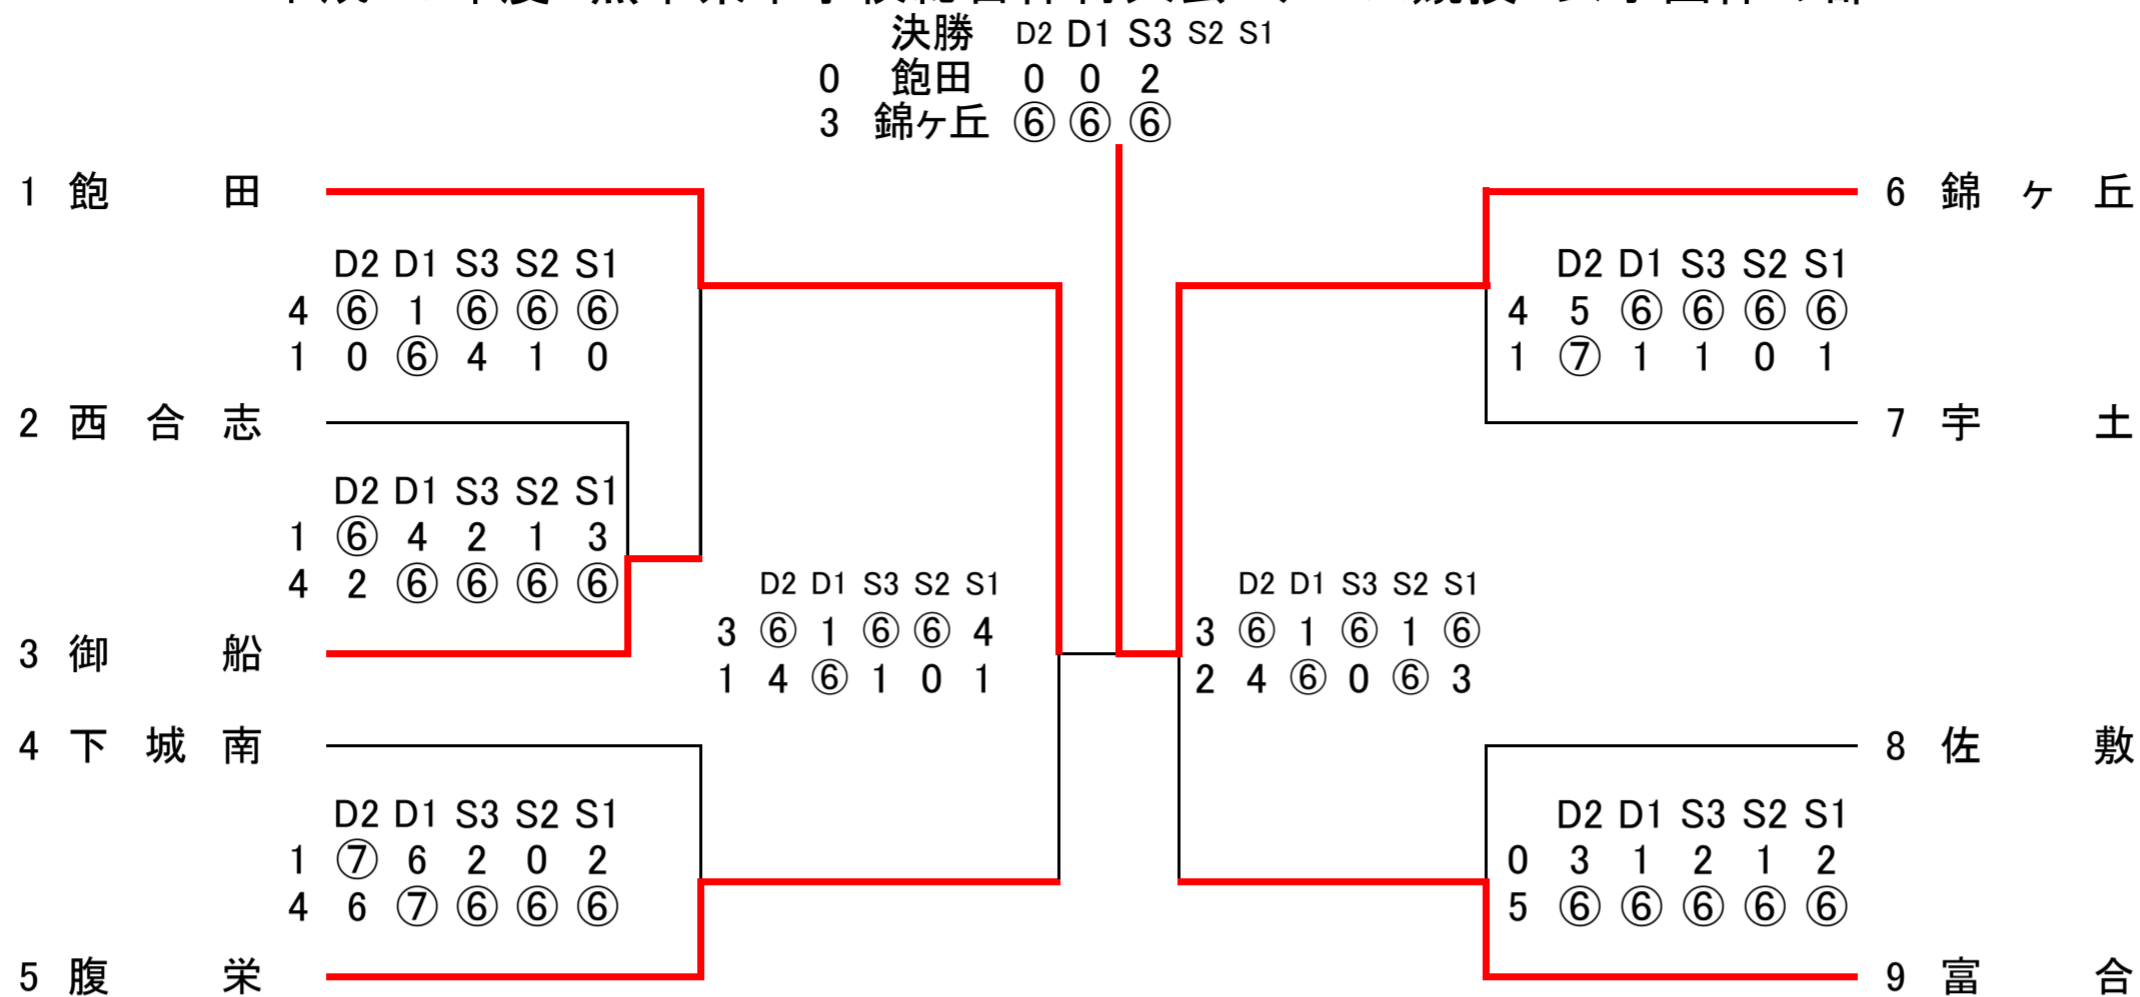 決勝 D2 D1 S3 S2 S1
0 飽田 0 0 2
3 錦ヶ丘 ⑥ ⑥ ⑥
1 飽田
D2 D1 S3 S2 S1
4 ⑥ 1 ⑥ ⑥ ⑥
1 0 ⑥ 4 1 0
2 西合志
D2 D1 S3 S2 S1
1 ⑥ 4 2 1 3
4 2 ⑥ ⑥ ⑥ ⑥
3 御船
D2 D1 S3 S2 S1
3 ⑥ 1 ⑥ ⑥ 4
1 4 ⑥ 1 0 1
4 下城南
D2 D1 S3 S2 S1
1 ⑦ 6 2 0 2
4 6 ⑦ ⑥ ⑥ ⑥
5 腹栄
6 錦ヶ丘
D2 D1 S3 S2 S1
4 5 ⑥ ⑥ ⑥ ⑥
1 ⑦ 1 1 0 1
7 宇土
D2 D1 S3 S2 S1
3 ⑥ 1 ⑥ 1 ⑥
2 4 ⑥ 0 ⑥ 3
8 佐敷
D2 D1 S3 S2 S1
0 3 1 2 1 2
5 ⑥ ⑥ ⑥ ⑥ ⑥
9 富合